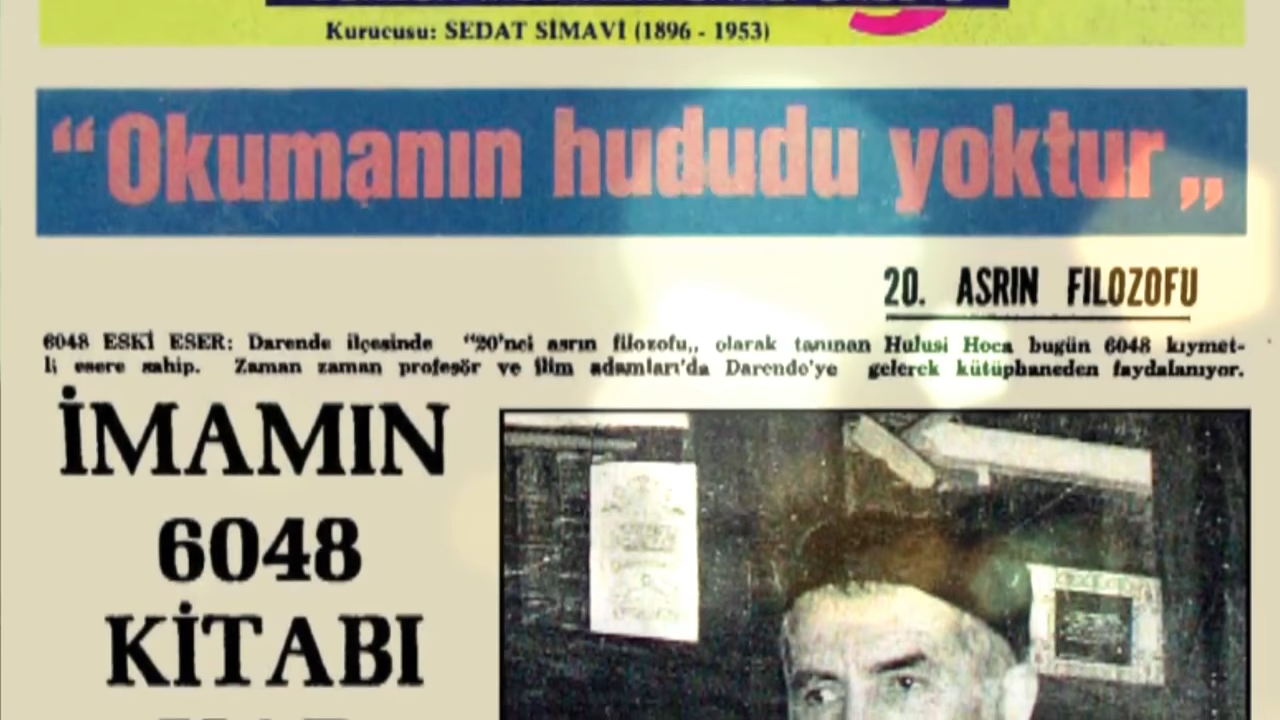 Kurucusu: SEDAT SİMAVİ (1896 - 1953)
“Okumanın hududu yoktur„
20. ASRIN FİLOZOFU
6048 ESKİ ESER: Darende ilçesinde “20'nci asrın filozofu„ olarak tanınan Hulusi Hoca bugün 6048 kıymet-
li esere sahip. Zaman zaman profesör ve ilim adamları'da Darende'ye gelerek kütüphaneden faydalanıyor.
İMAMIN
6048
KİTABI